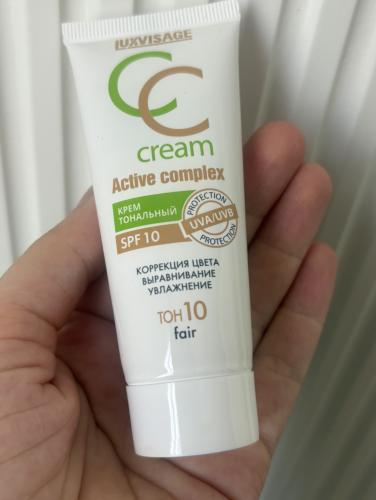 LUXVISAGE
CC
cream
Active complex
КРЕМ
ТОНАЛЬНЫЙ
SPF 10
PROTECTION
UVA/UVB
PROTECTION
КОРРЕКЦИЯ ЦВЕТА
ВЫРАВНИВАНИЕ
УВЛАЖНЕНИЕ
ТОН 10
fair